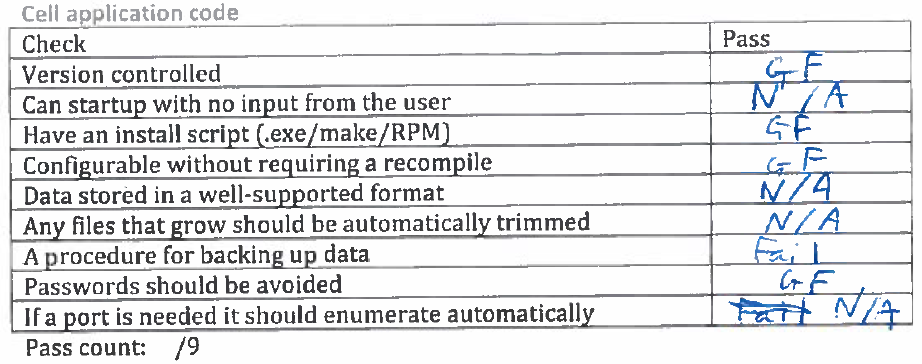 Cell application code
Check Pass
Version controlled GF
Can startup with no input from the user N/A
Have an install script (.exe/make/RPM) GF
Configurable without requiring a recompile GF
Data stored in a well-supported format N/A
Any files that grow should be automatically trimmed N/A
A procedure for backing up data Fail
Passwords should be avoided GF
If a port is needed it should enumerate automatically Fail N/A
Pass count: /9